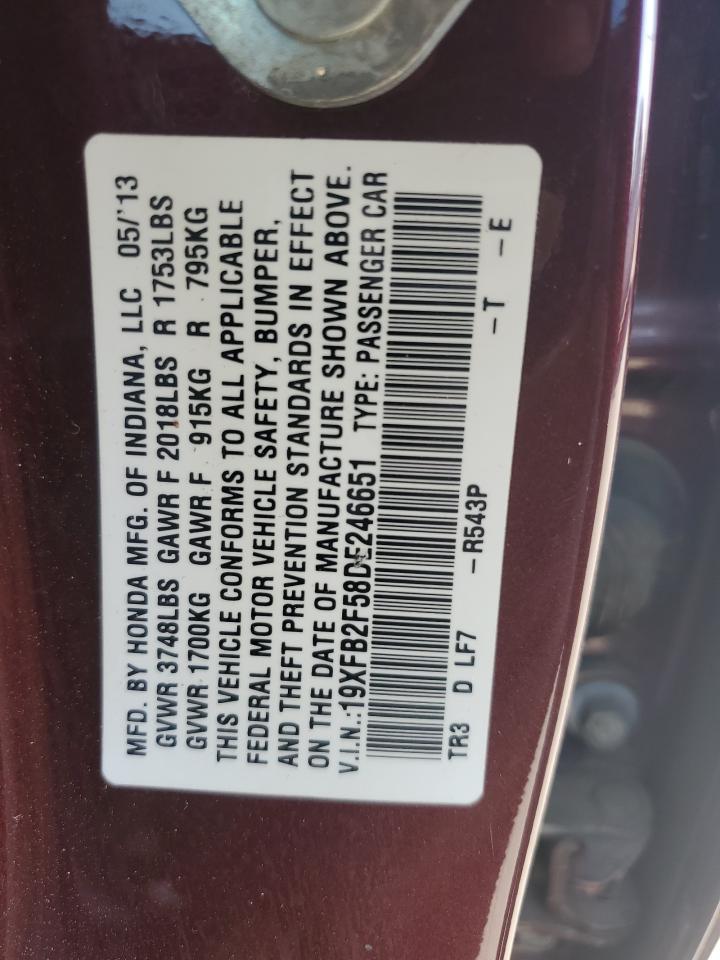 MFD. BY HONDA MFG. OF INDIANA, LLC 05/'13
GVWR 3748LBS GAWR F 2018LBS R 1753LBS
GVWR 1700KG GAWR F 915KG R 795KG
THIS VEHICLE CONFORMS TO ALL APPLICABLE
FEDERAL MOTOR VEHICLE SAFETY, BUMPER,
AND THEFT PREVENTION STANDARDS IN EFFECT
ON THE DATE OF MANUFACTURE SHOWN ABOVE.
V.I.N.:19XFB2F58DE246651 TYPE: PASSENGER CAR
TR3 D LF7 -R543P -T -E